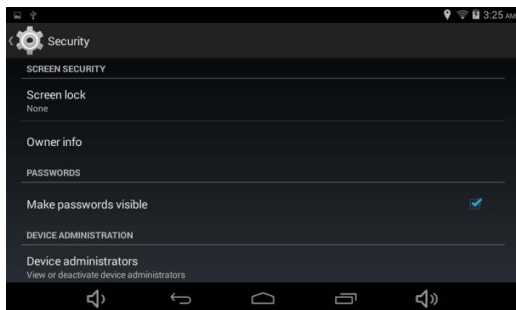 3:25 AM
Security
SCREEN SECURITY
Screen lock
None
Owner info
PASSWORDS
Make passwords visible
DEVICE ADMINISTRATION
Device administrators
View or deactivate device administrators